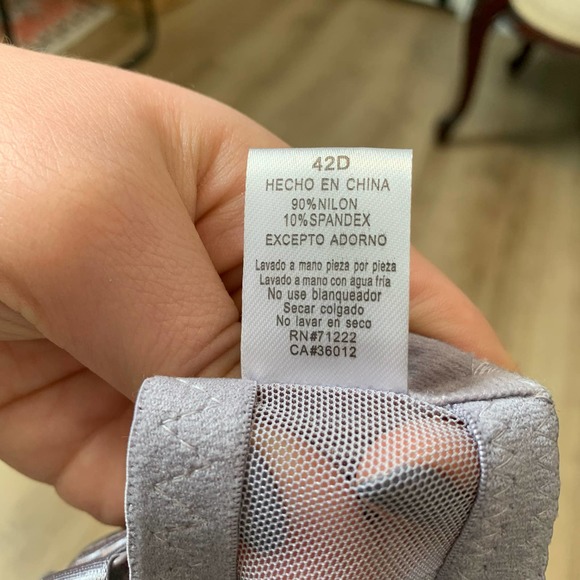 42D
HECHO EN CHINA
90%NILON
10%SPANDEX
EXCEPTO ADORNO
Lavado a mano pieza por pieza
Lavado a mano con agua fría
No use blanqueador
Secar colgado
No lavar en seco
RN#71222
CA#36012